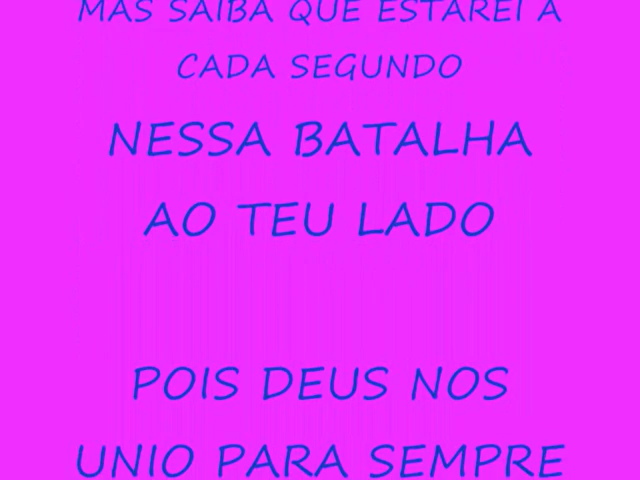 MAS SAIBA QUE ESTAREI A
CADA SEGUNDO
NESSA BATALHA
AO TEU LADO
POIS DEUS NOS
UNIO PARA SEMPRE